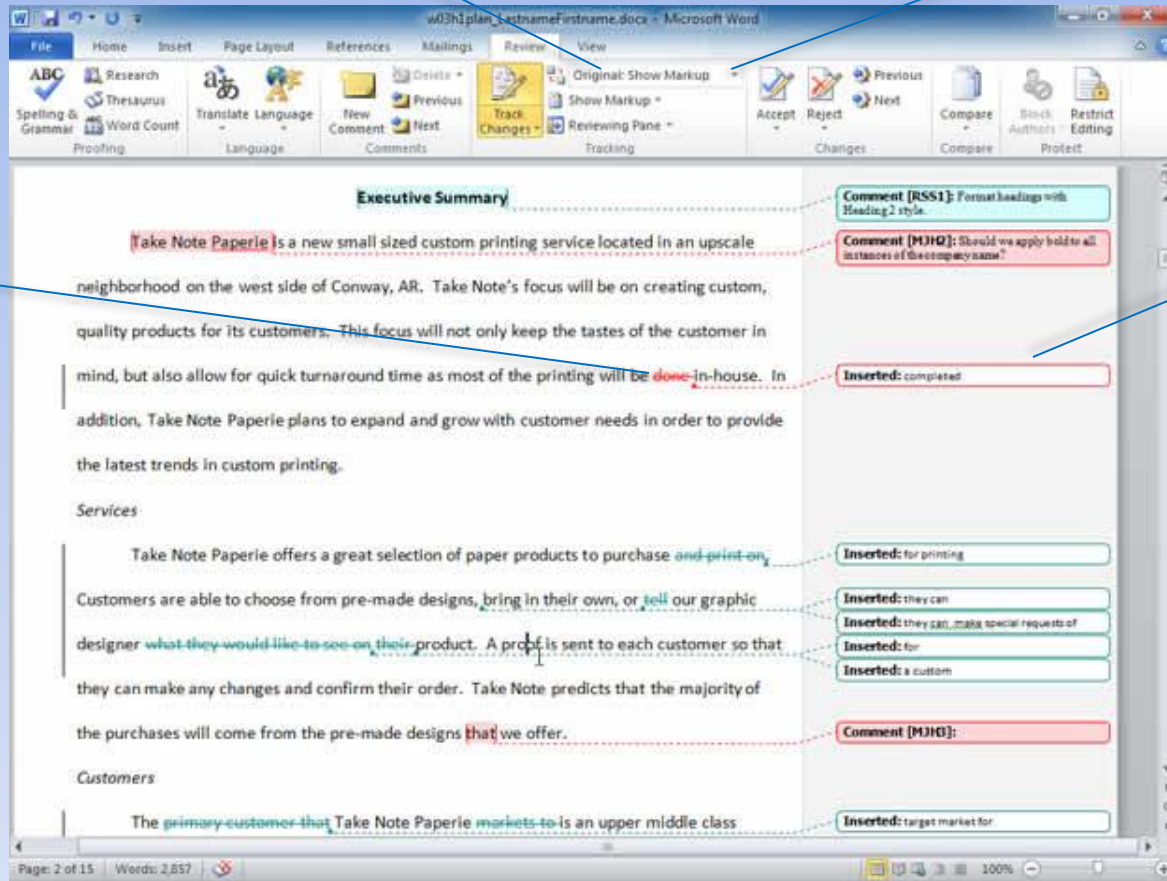 w03h1plan_LastnameFirstname.docx - Microsoft Word
File Home Insert Page Layout References Mailings Review View
ABC Spelling & Grammar
Research
Thesaurus
Word Count
Proofing
Translate Language
Language
New Comment
Delete
Previous
Next
Comments
Track Changes
Original: Show Markup
Show Markup
Reviewing Pane
Tracking
Accept Reject
Previous
Next
Changes
Compare
Compare
Block Authors
Restrict Editing
Protect
Executive Summary
Comment [RSS1]: Format headings with
Heading 2 style.
Take Note Paperie is a new small sized custom printing service located in an upscale
Comment [MJH2]: Should we apply bold to all
instances of the company name?
neighborhood on the west side of Conway, AR. Take Note's focus will be on creating custom,
quality products for its customers. This focus will not only keep the tastes of the customer in
mind, but also allow for quick turnaround time as most of the printing will be done in-house. In
Inserted: completed
addition, Take Note Paperie plans to expand and grow with customer needs in order to provide
the latest trends in custom printing.
Services
Take Note Paperie offers a great selection of paper products to purchase and print on,
Inserted: for printing
Customers are able to choose from pre-made designs, bring in their own, or tell our graphic
Inserted: they can
Inserted: they can make special requests of
designer what they would like to see on their product. A proof is sent to each customer so that
Inserted: for
Inserted: a custom
they can make any changes and confirm their order. Take Note predicts that the majority of
the purchases will come from the pre-made designs that we offer.
Comment [MJH3]:
Customers
The primary customer that Take Note Paperie markets to is an upper middle class
Inserted: target market for
Page: 2 of 15 Words: 2,857 100%